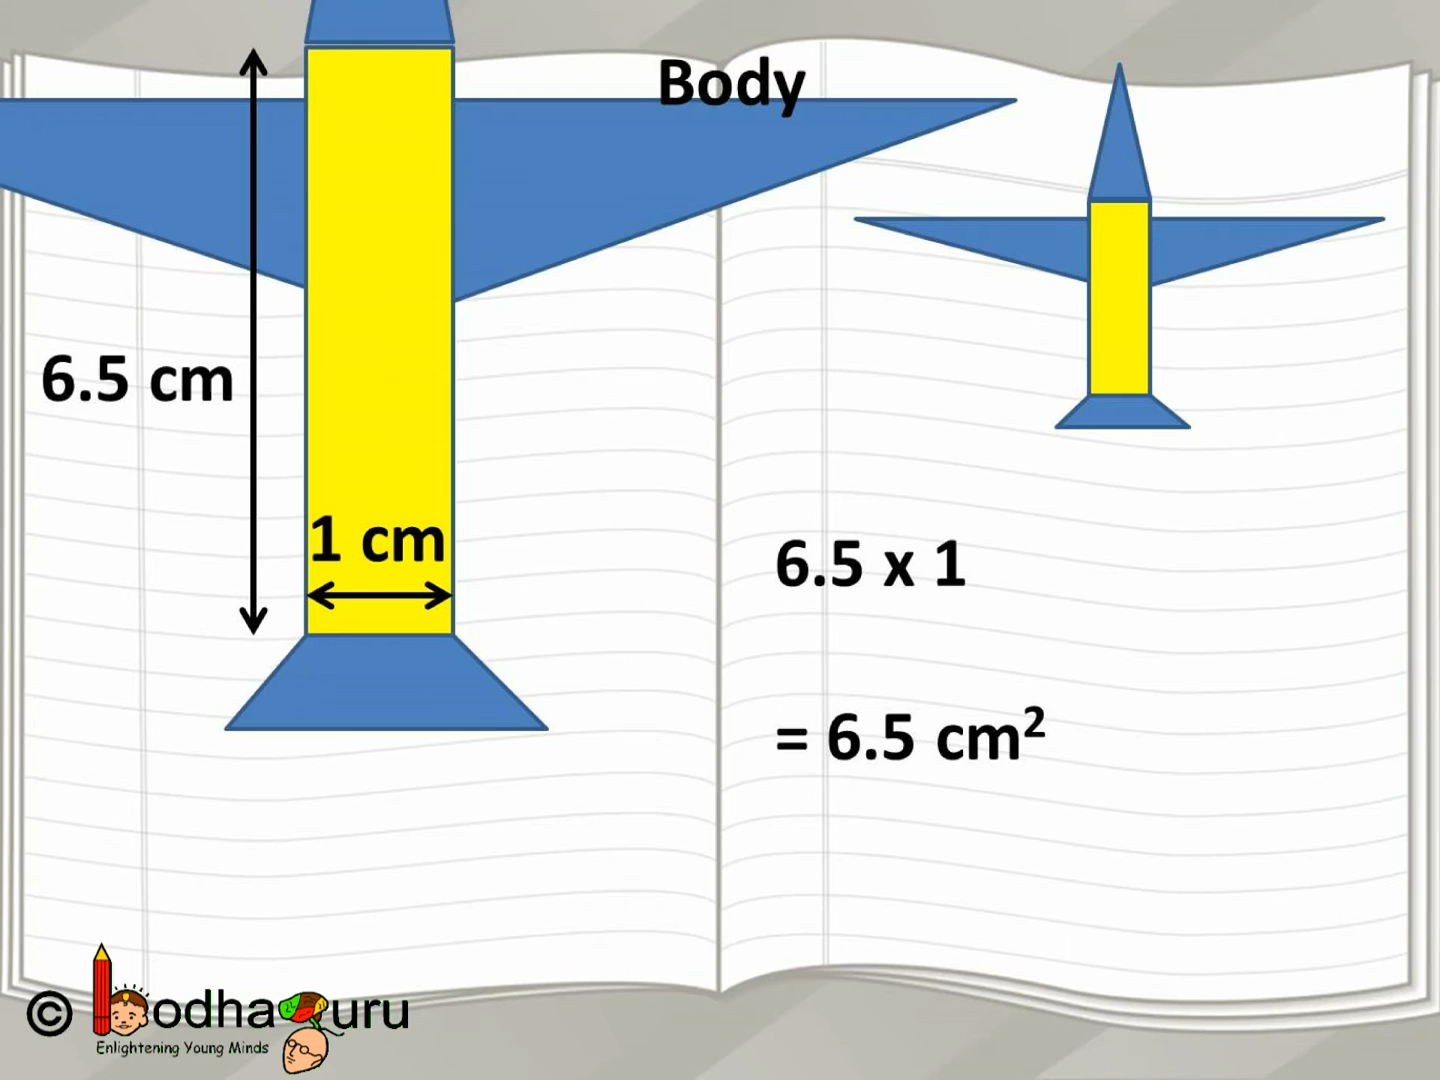 Body
6.5 cm
1 cm
6.5 x 1
= 6.5 cm²
© bodhaguru
Enlightening Young Minds